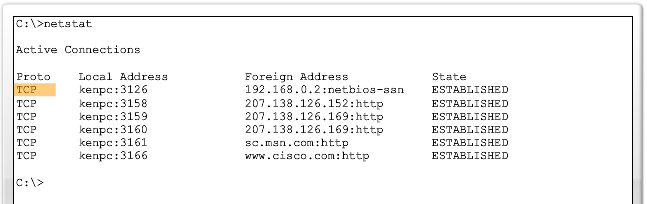 C:\>netstat
Active Connections
Proto Local Address Foreign Address State
TCP kenpc:3126 192.168.0.2:netbios-ssn ESTABLISHED
TCP kenpc:3158 207.138.126.152:http ESTABLISHED
TCP kenpc:3159 207.138.126.169:http ESTABLISHED
TCP kenpc:3160 207.138.126.169:http ESTABLISHED
TCP kenpc:3161 sc.msn.com:http ESTABLISHED
TCP kenpc:3166 www.cisco.com:http ESTABLISHED
C:\>